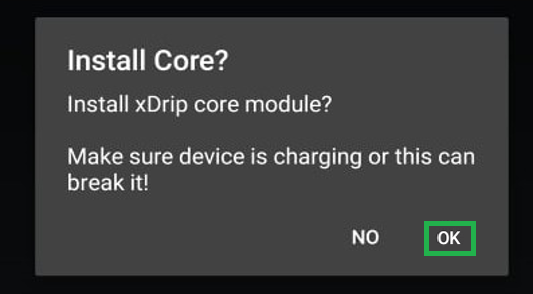 Install Core?
Install xDrip core module?
Make sure device is charging or this can
break it!
NO
OK